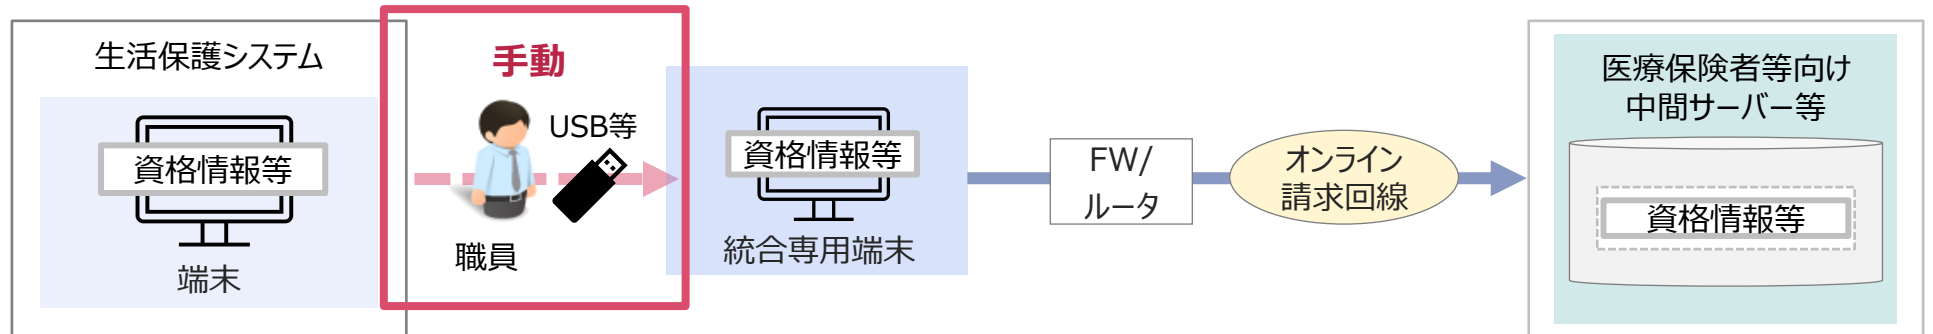 生活保護システム
資格情報等
端末
手動
USB等
職員
資格情報等
統合専用端末
FW/
ルータ
オンライン
請求回線
医療保険者等向け
中間サーバー等
資格情報等